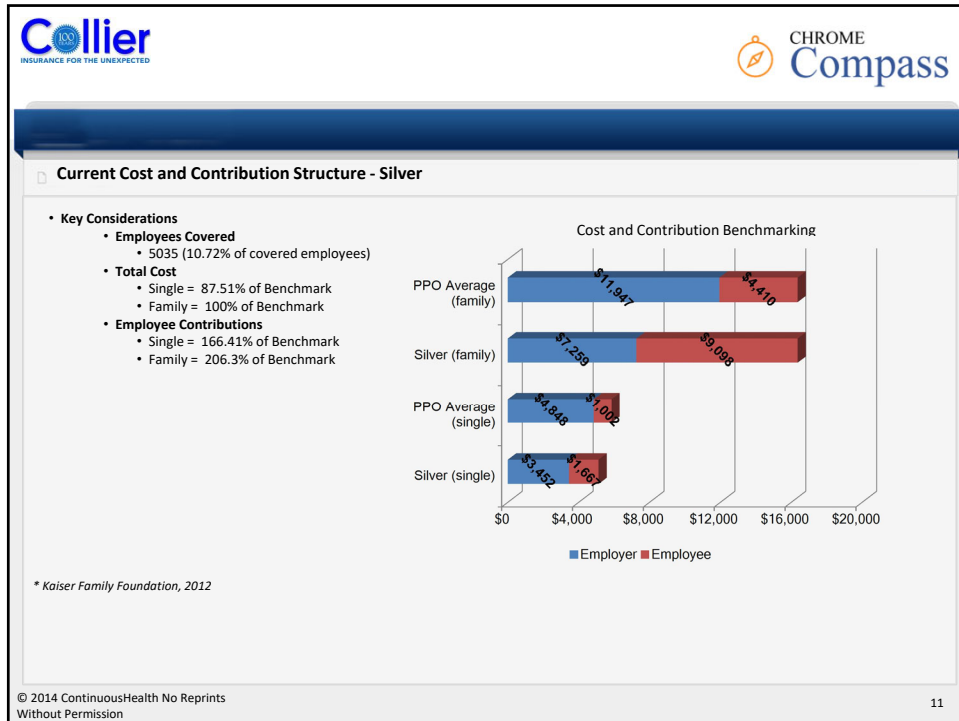 Collier
100
YEARS
INSURANCE FOR THE UNEXPECTED
CHROME
Compass
Current Cost and Contribution Structure - Silver
• Key Considerations
• Employees Covered
• 5035 (10.72% of covered employees)
• Total Cost
• Single = 87.51% of Benchmark
• Family = 100% of Benchmark
• Employee Contributions
• Single = 166.41% of Benchmark
• Family = 206.3% of Benchmark
Cost and Contribution Benchmarking
PPO Average
(family)
$11,947
$4,410
Silver (family)
$7,259
$9,098
PPO Average
(single)
$4,848
$1,002
Silver (single)
$3,452
$1,667
$0
$4,000
$8,000
$12,000
$16,000
$20,000
Employer
Employee
* Kaiser Family Foundation, 2012
© 2014 ContinuousHealth No Reprints
Without Permission
11